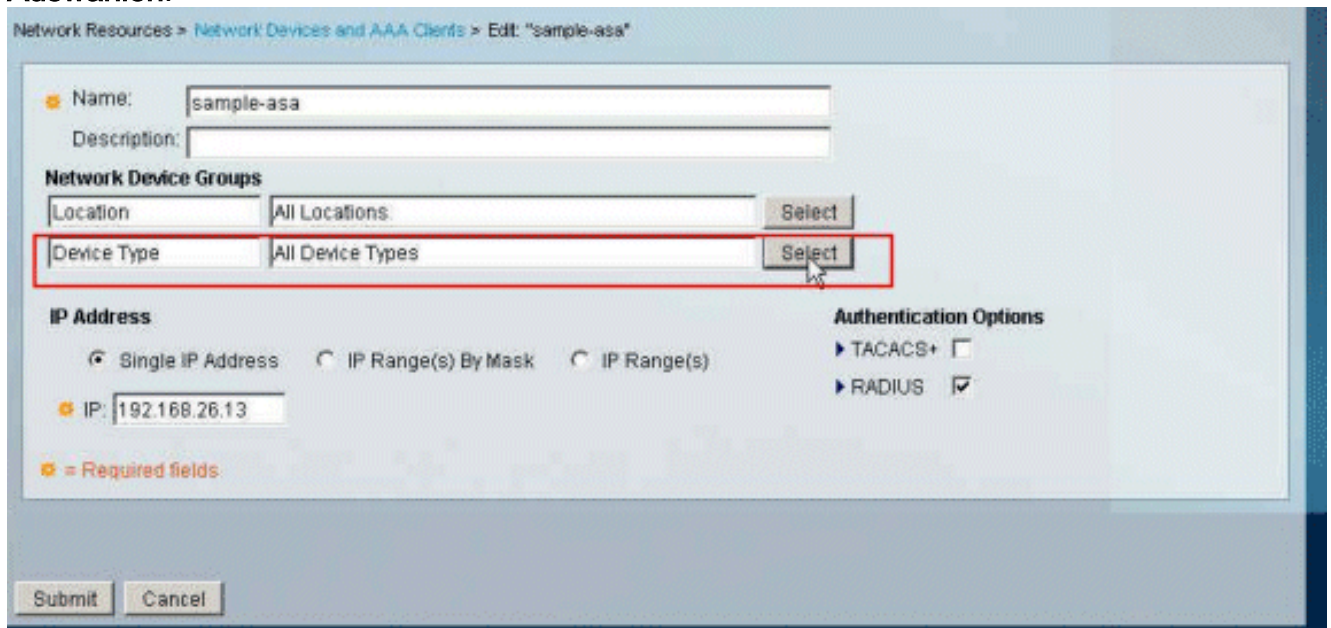 Network Resources > Network Devices and AAA Clients > Edit: "sample-asa"
Name: sample-asa
Description:
Network Device Groups
Location All Locations Select
Device Type All Device Types Select
IP Address Authentication Options
Single IP Address IP Range(s) By Mask IP Range(s) TACACS+
RADIUS
IP: 192.168.26.13
= Required fields
Submit Cancel